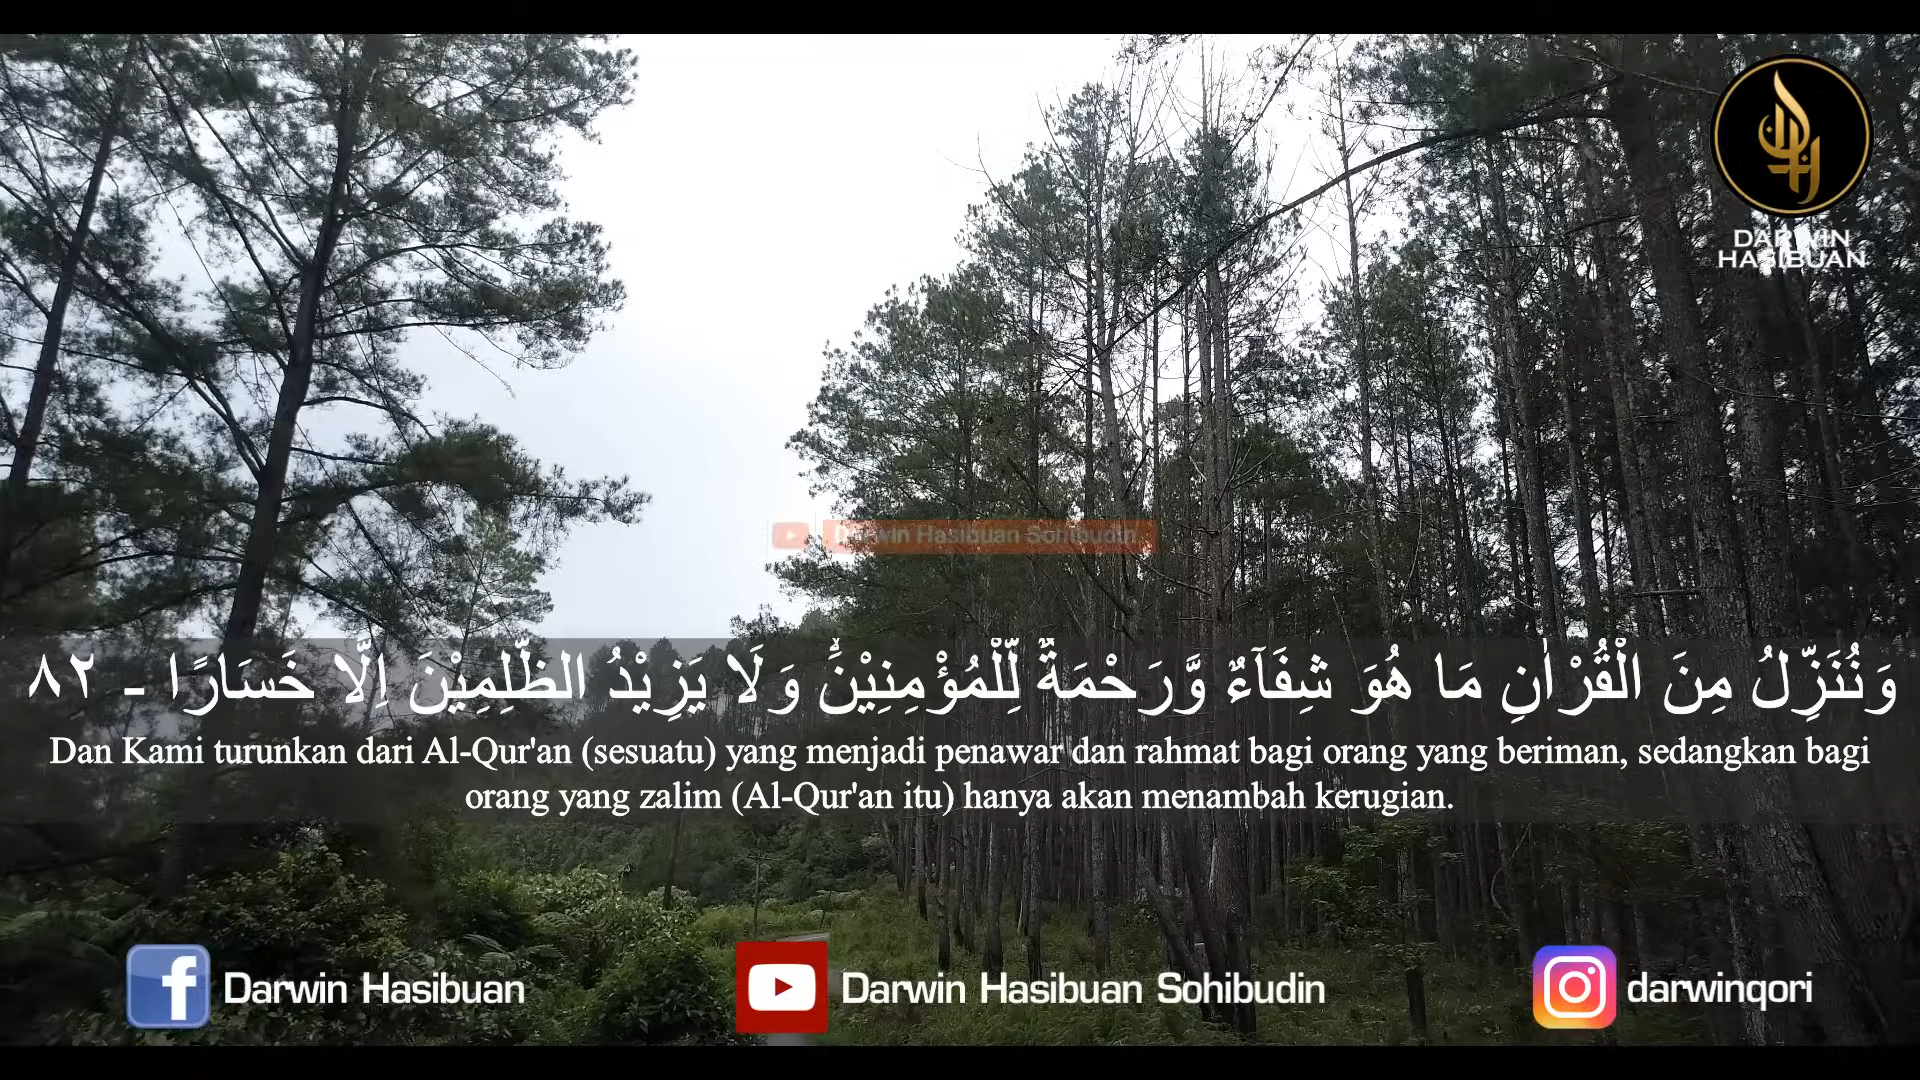 DARWIN
HASIBUAN
Darwin Hasibuan Sohibudin
وَنُنَزِّلُ مِنَ الْقُرْاٰنِ مَا هُوَ شِفَاۤءٌ وَّرَحْمَةٌ لِّلْمُؤْمِنِيْنَۙ وَلَا يَزِيْدُ الظّٰلِمِيْنَ اِلَّا خَسَارًا - ٨٢
Dan Kami turunkan dari Al-Qur'an (sesuatu) yang menjadi penawar dan rahmat bagi orang yang beriman, sedangkan bagi
orang yang zalim (Al-Qur'an itu) hanya akan menambah kerugian.
Darwin Hasibuan
Darwin Hasibuan Sohibudin
darwinqori